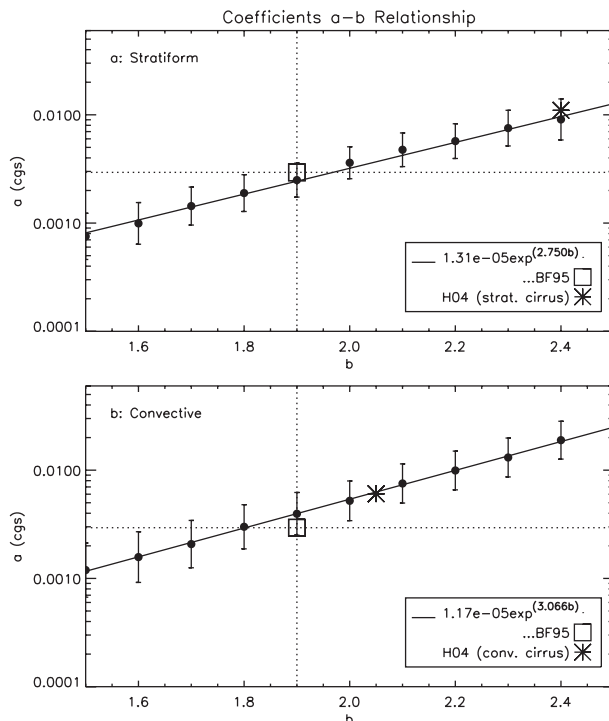 Coefficients a-b Relationship
a: Stratiform
0.0100
0.0010
0.0001
a (cgs)
1.31e-05exp(2.750b).
...BF95
H04 (strat. cirrus)
1.6 1.8 2.0 2.2 2.4
b
b: Convective
0.0100
0.0010
0.0001
a (cgs)
1.17e-05exp(3.066b).
...BF95
H04 (conv. cirrus)
1.6 1.8 2.0 2.2 2.4
b